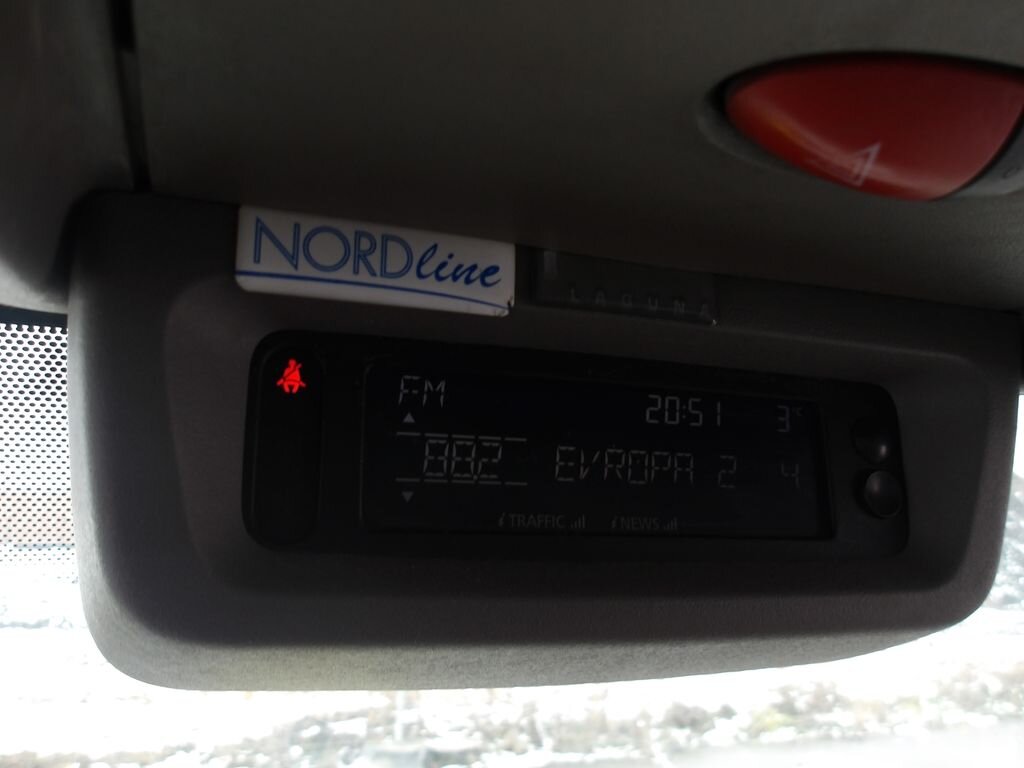 NORDline
LAGUNA
FM 20:51 3°C
88.2 EVROPA 2 4
i TRAFFIC i NEWS